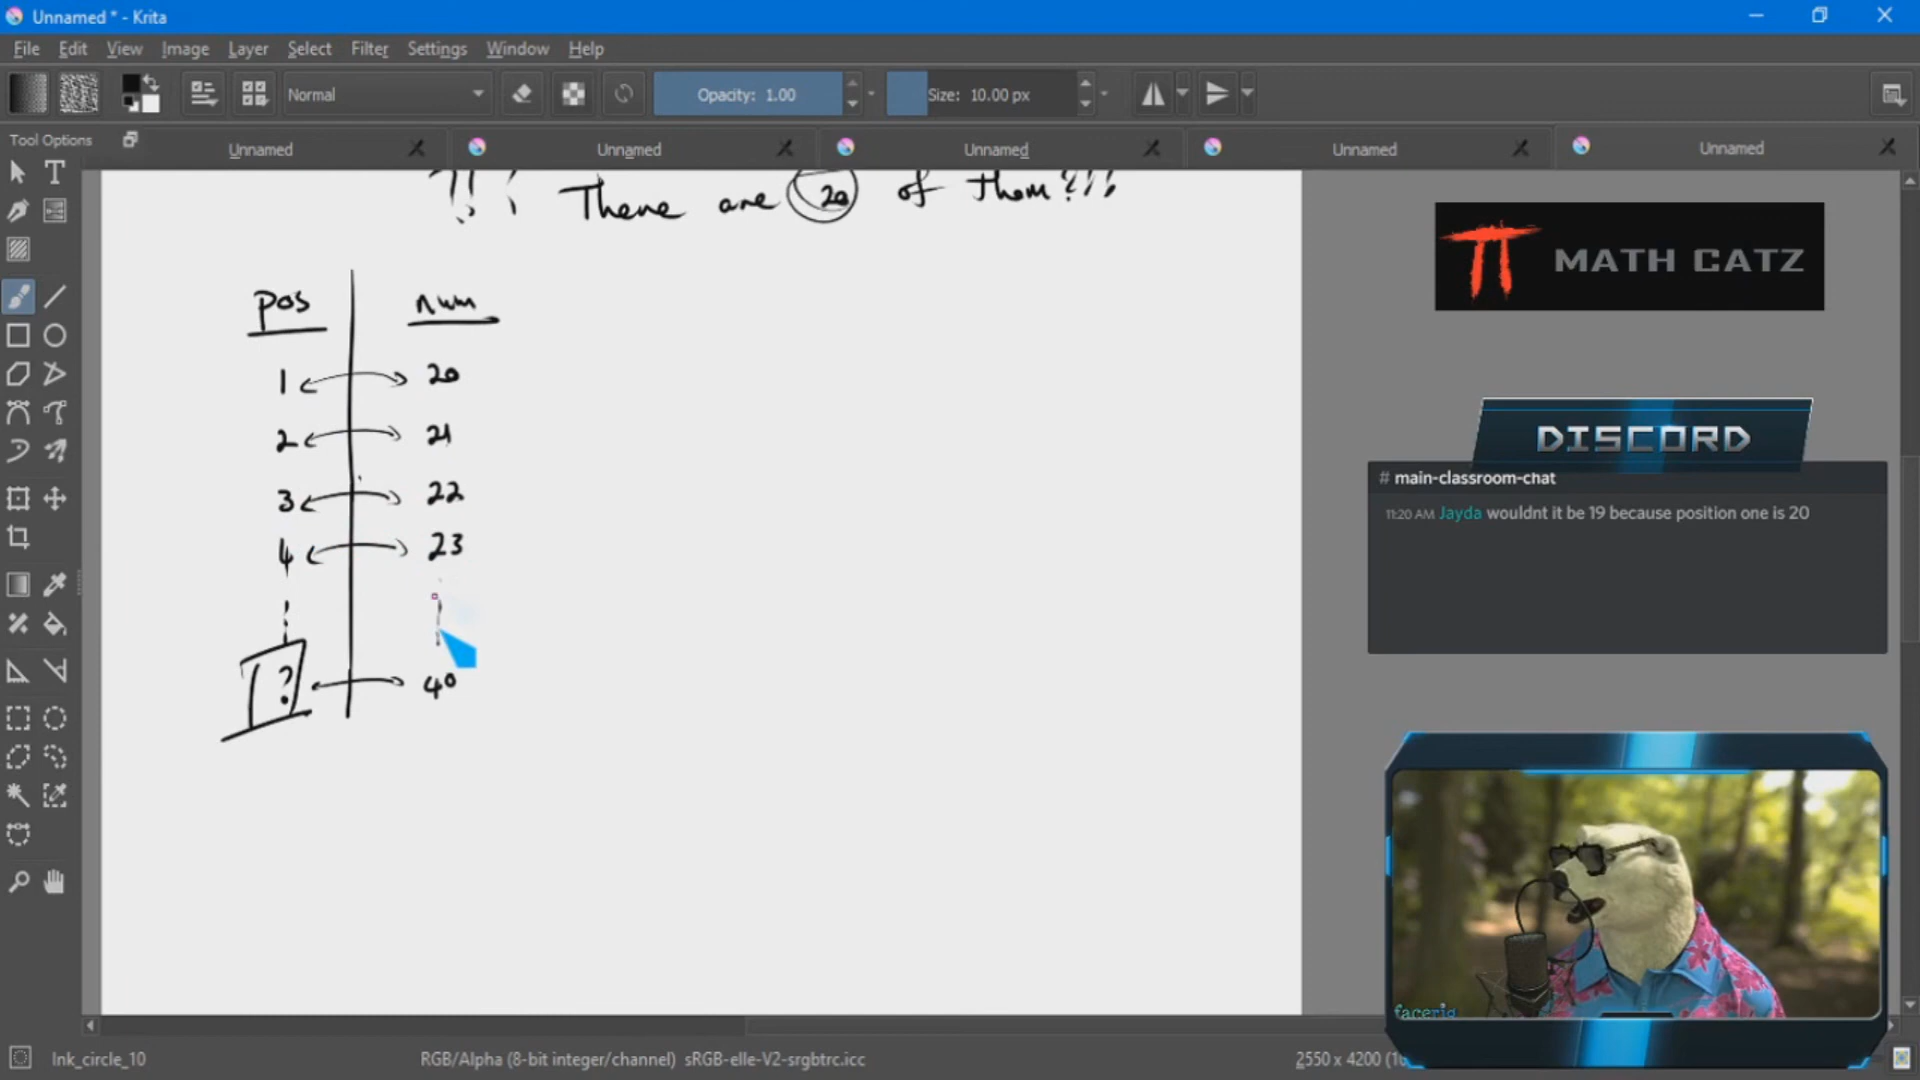 Unnamed * - Krita
File Edit View Image Layer Select Filter Settings Window Help
Normal
Opacity: 1.00
Size: 10.00 px
Tool Options
Unnamed
Unnamed
Unnamed
Unnamed
Unnamed
??? There are 20 of them???
pos num
1 20
2 21
3 22
4 23
? 40
π MATH CATZ
DISCORD
# main-classroom-chat
11:20 AM Jayda wouldnt it be 19 because position one is 20
facerig
Ink_circle_10
RGB/Alpha (8-bit integer/channel) sRGB-elle-V2-srgbtrc.icc
2550 x 4200